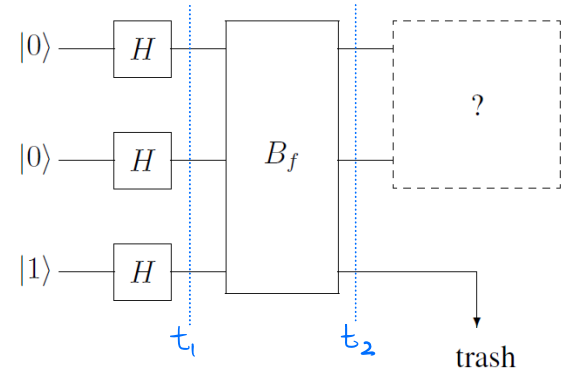 |0⟩ H
?
|0⟩ H B_f
|1⟩ H
t₁ t₂
trash